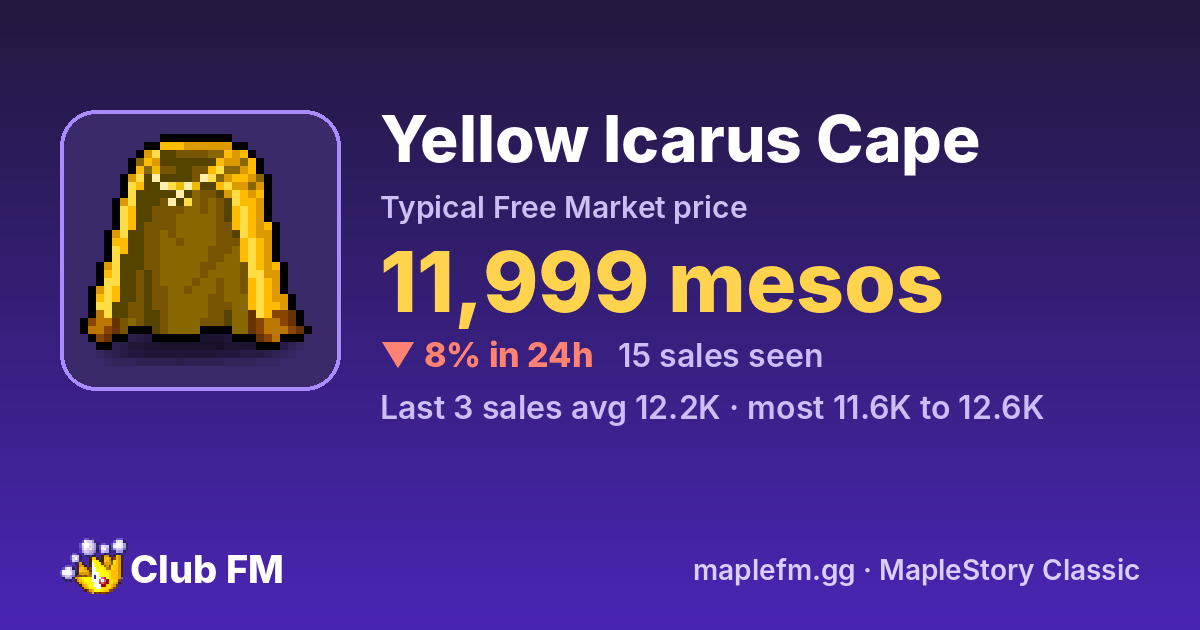 Yellow Icarus Cape
Typical Free Market price
11,999 mesos
▼ 8% in 24h 15 sales seen
Last 3 sales avg 12.2K · most 11.6K to 12.6K
Club FM
maplefm.gg · MapleStory Classic